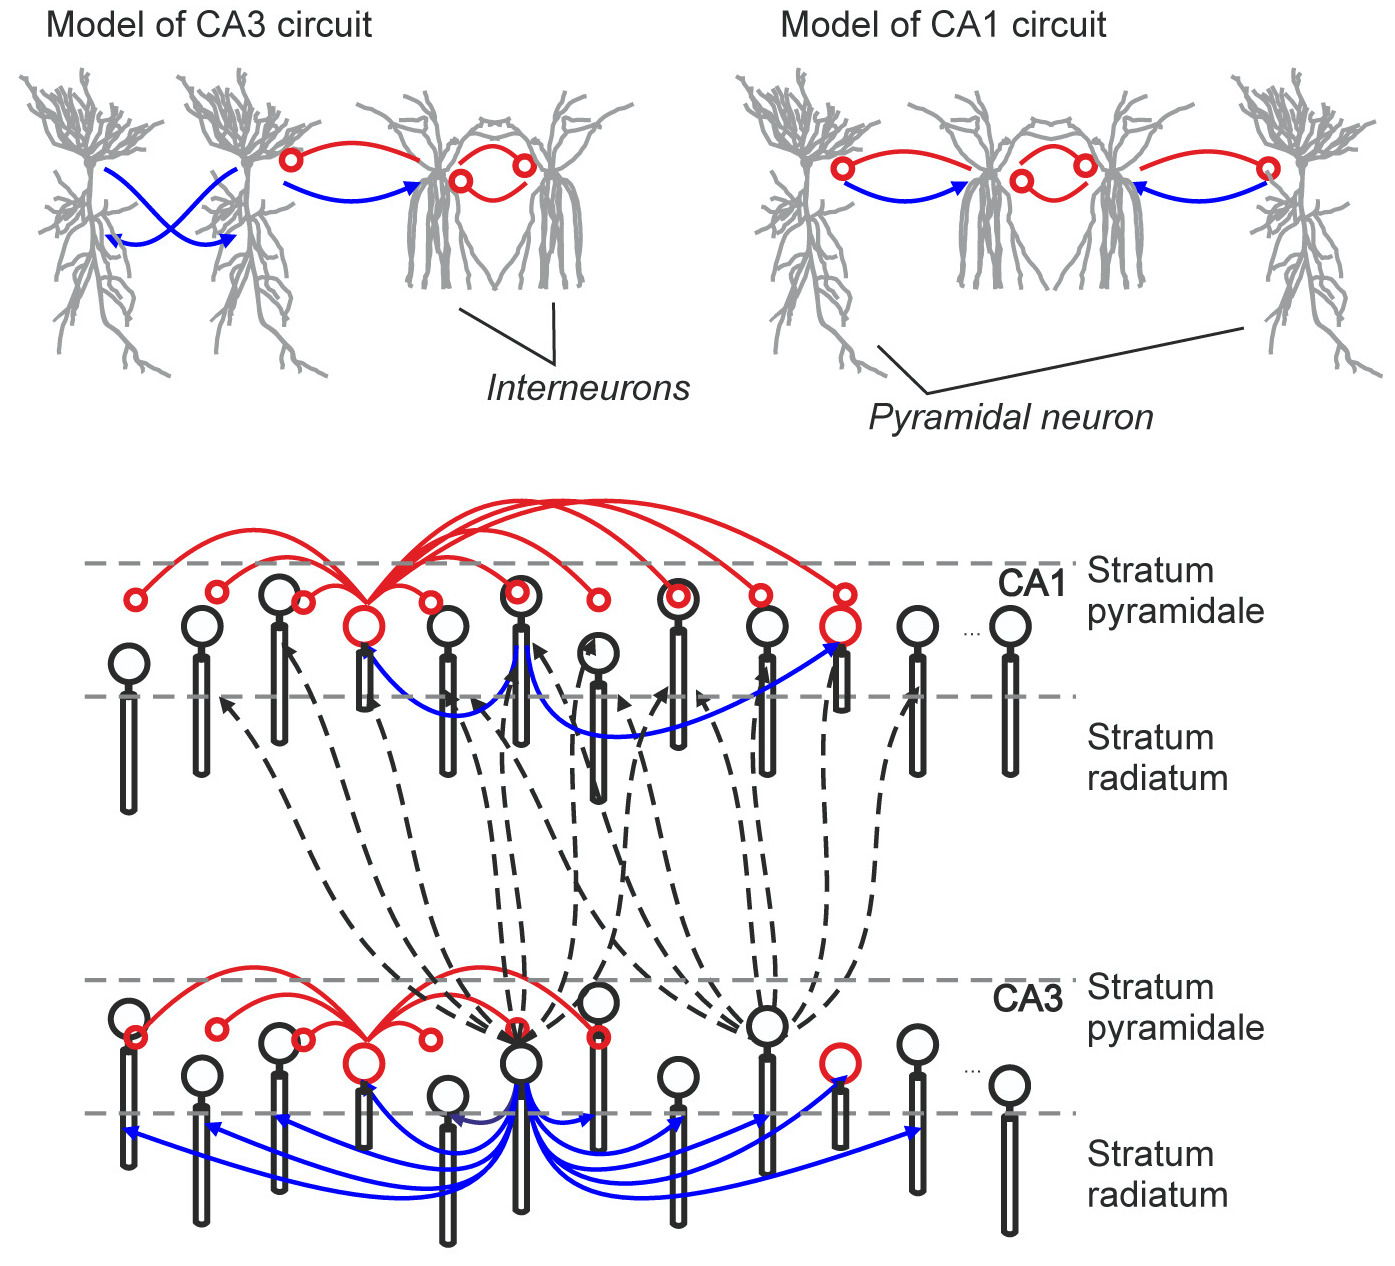 Model of CA3 circuit
Model of CA1 circuit
Interneurons
Pyramidal neuron
CA1
Stratum
pyramidale
...
Stratum
radiatum
CA3
Stratum
pyramidale
...
Stratum
radiatum